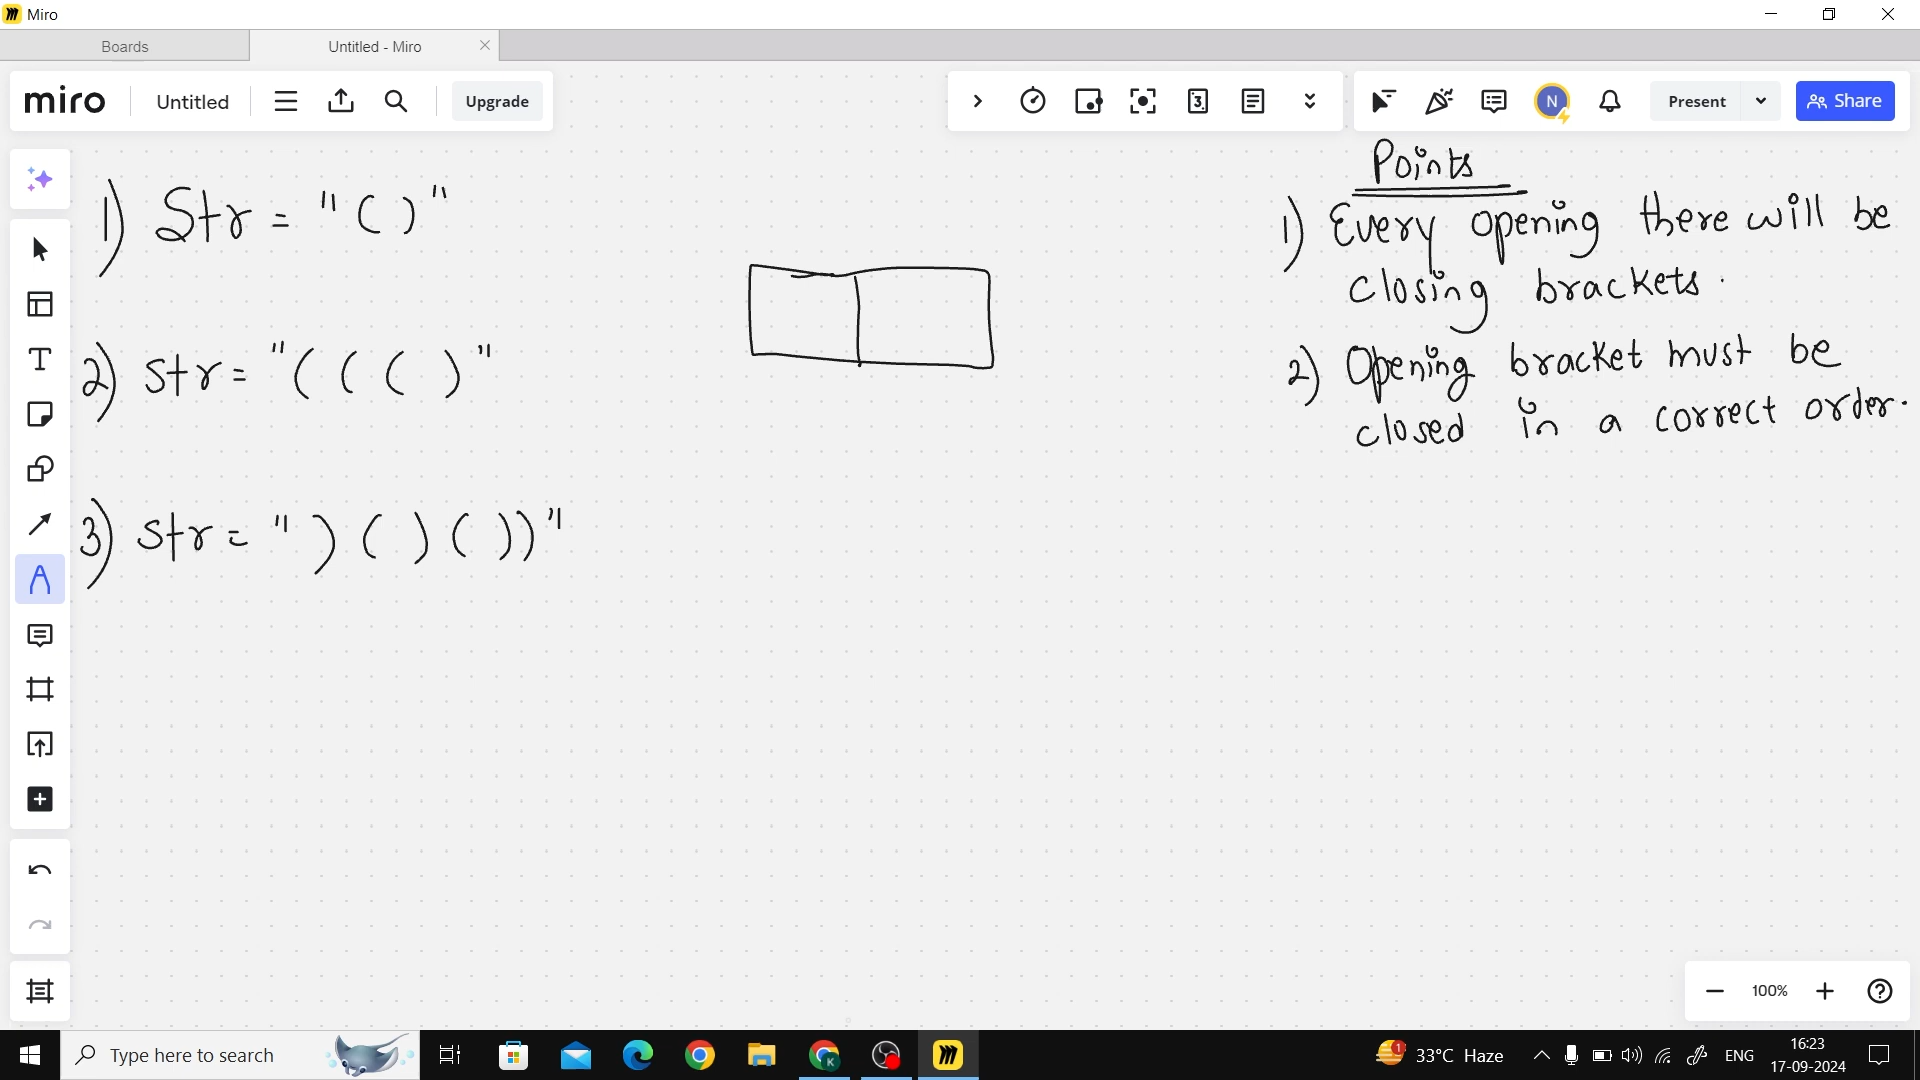 Miro
Boards
Untitled - Miro
miro
Untitled
Upgrade
3
N
Present
Share
1) Str = "( )"
2) str = "( ( ( )"
3) str = ") ( ) ( ) )"
Points
1) Every opening there will be
closing brackets.
2) Opening bracket must be
closed in a correct order.
100%
Type here to search
K
1
33°C Haze
ENG
16:23
17-09-2024